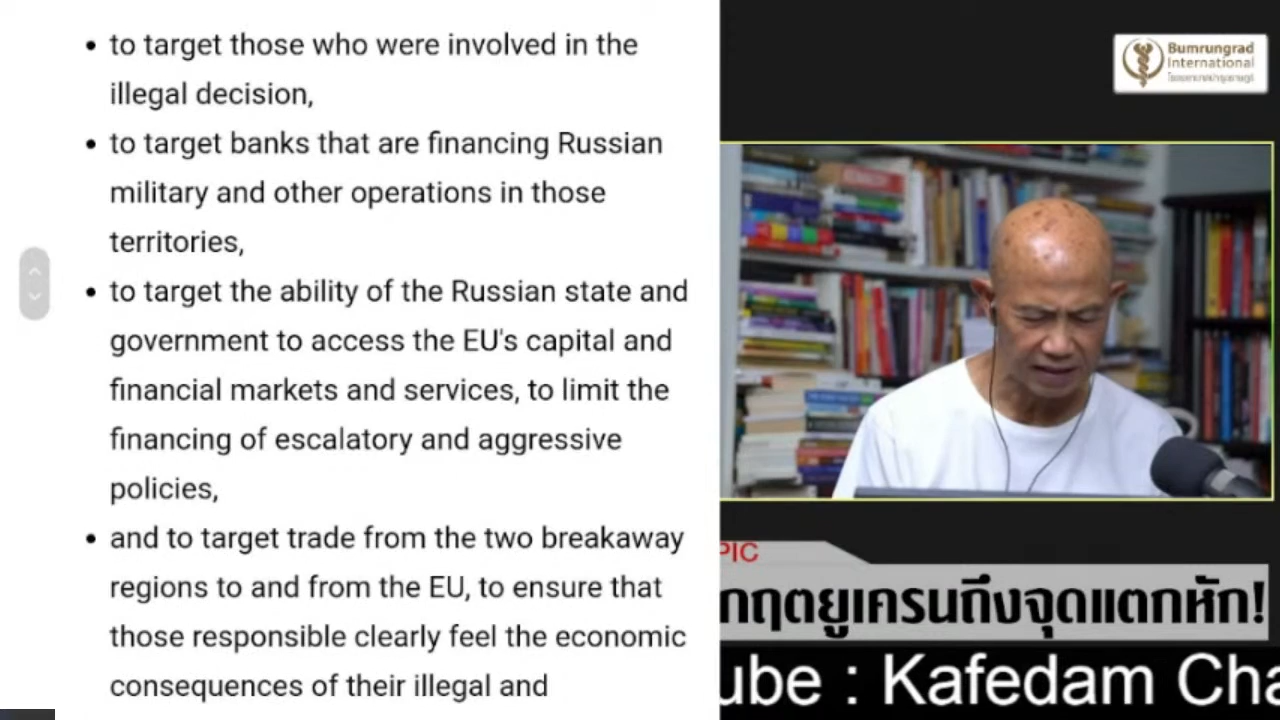 • to target those who were involved in the
illegal decision,
• to target banks that are financing Russian
military and other operations in those
territories,
• to target the ability of the Russian state and
government to access the EU's capital and
financial markets and services, to limit the
financing of escalatory and aggressive
policies,
• and to target trade from the two breakaway
regions to and from the EU, to ensure that
those responsible clearly feel the economic
consequences of their illegal and
Bumrungrad
International
PIC
กฤตยูเครนถึงจุดแตกหัก!
ube : Kafedam Cha